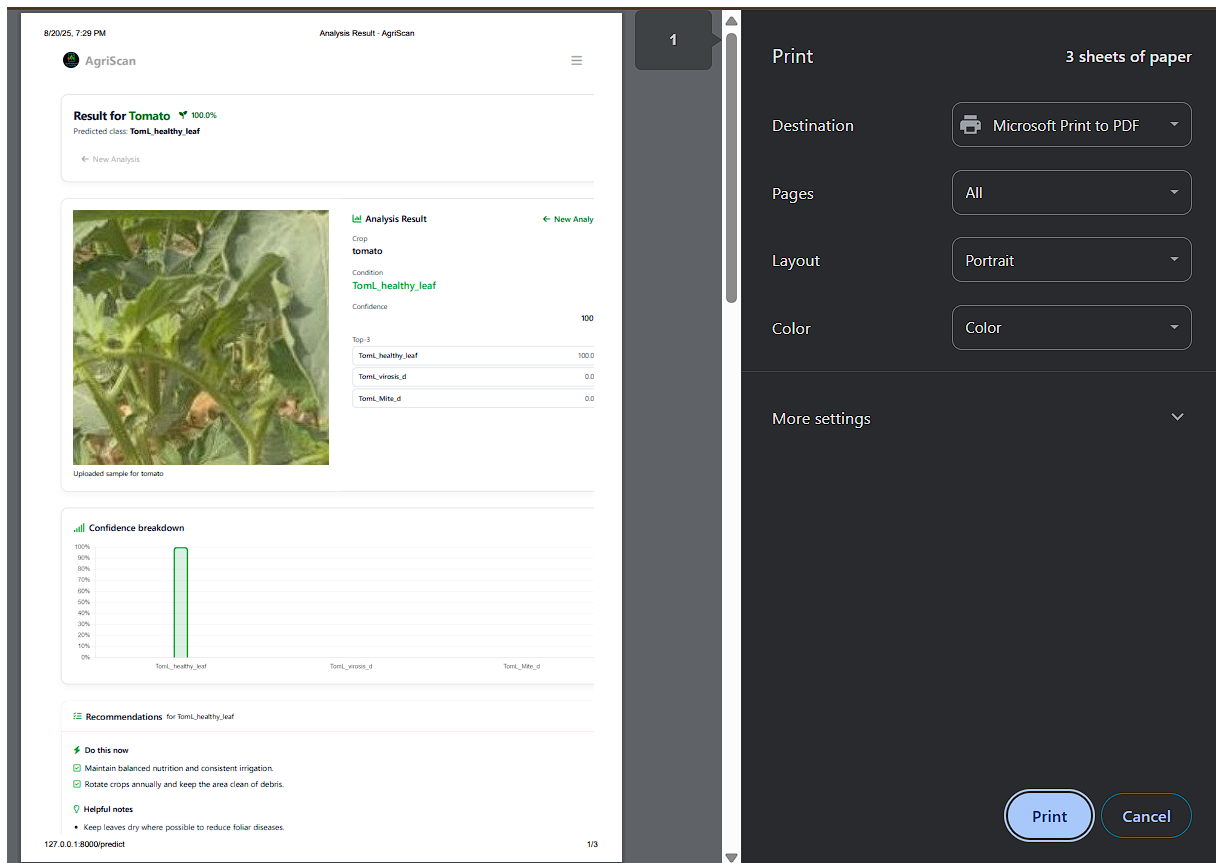 8/20/25, 7:29 PM Analysis Result - AgriScan
AgriScan
Result for Tomato 100.0%
Predicted class: TomL_healthy_leaf
New Analysis
Analysis Result New Analy
Crop
tomato
Condition
TomL_healthy_leaf
Confidence
100
Top-3
TomL_healthy_leaf 100.0
TomL_virosis_d 0.0
TomL_Mite_d 0.0
Uploaded sample for tomato
Confidence breakdown
100%
90%
80%
70%
60%
50%
40%
30%
20%
10%
0%
TomL_healthy_leaf TomL_virosis_d TomL_Mite_d
Recommendations for TomL_healthy_leaf
Do this now
Maintain balanced nutrition and consistent irrigation.
Rotate crops annually and keep the area clean of debris.
Helpful notes
• Keep leaves dry where possible to reduce foliar diseases.
127.0.0.1:8000/predict 1/3
1
Print 3 sheets of paper
Destination Microsoft Print to PDF
Pages All
Layout Portrait
Color Color
More settings
Print Cancel